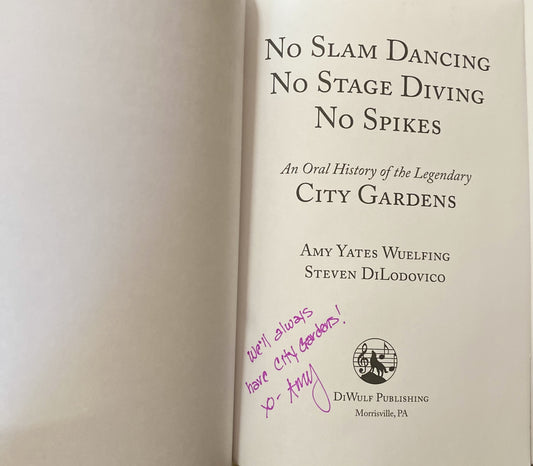 No Slam Dancing
No Stage Diving
No Spikes
An Oral History of the Legendary
City Gardens
Amy Yates Wuelfing
Steven DiLodovico
We'll always
have City Gardens!
xo- Amy
DiWulf Publishing
Morrisville, PA